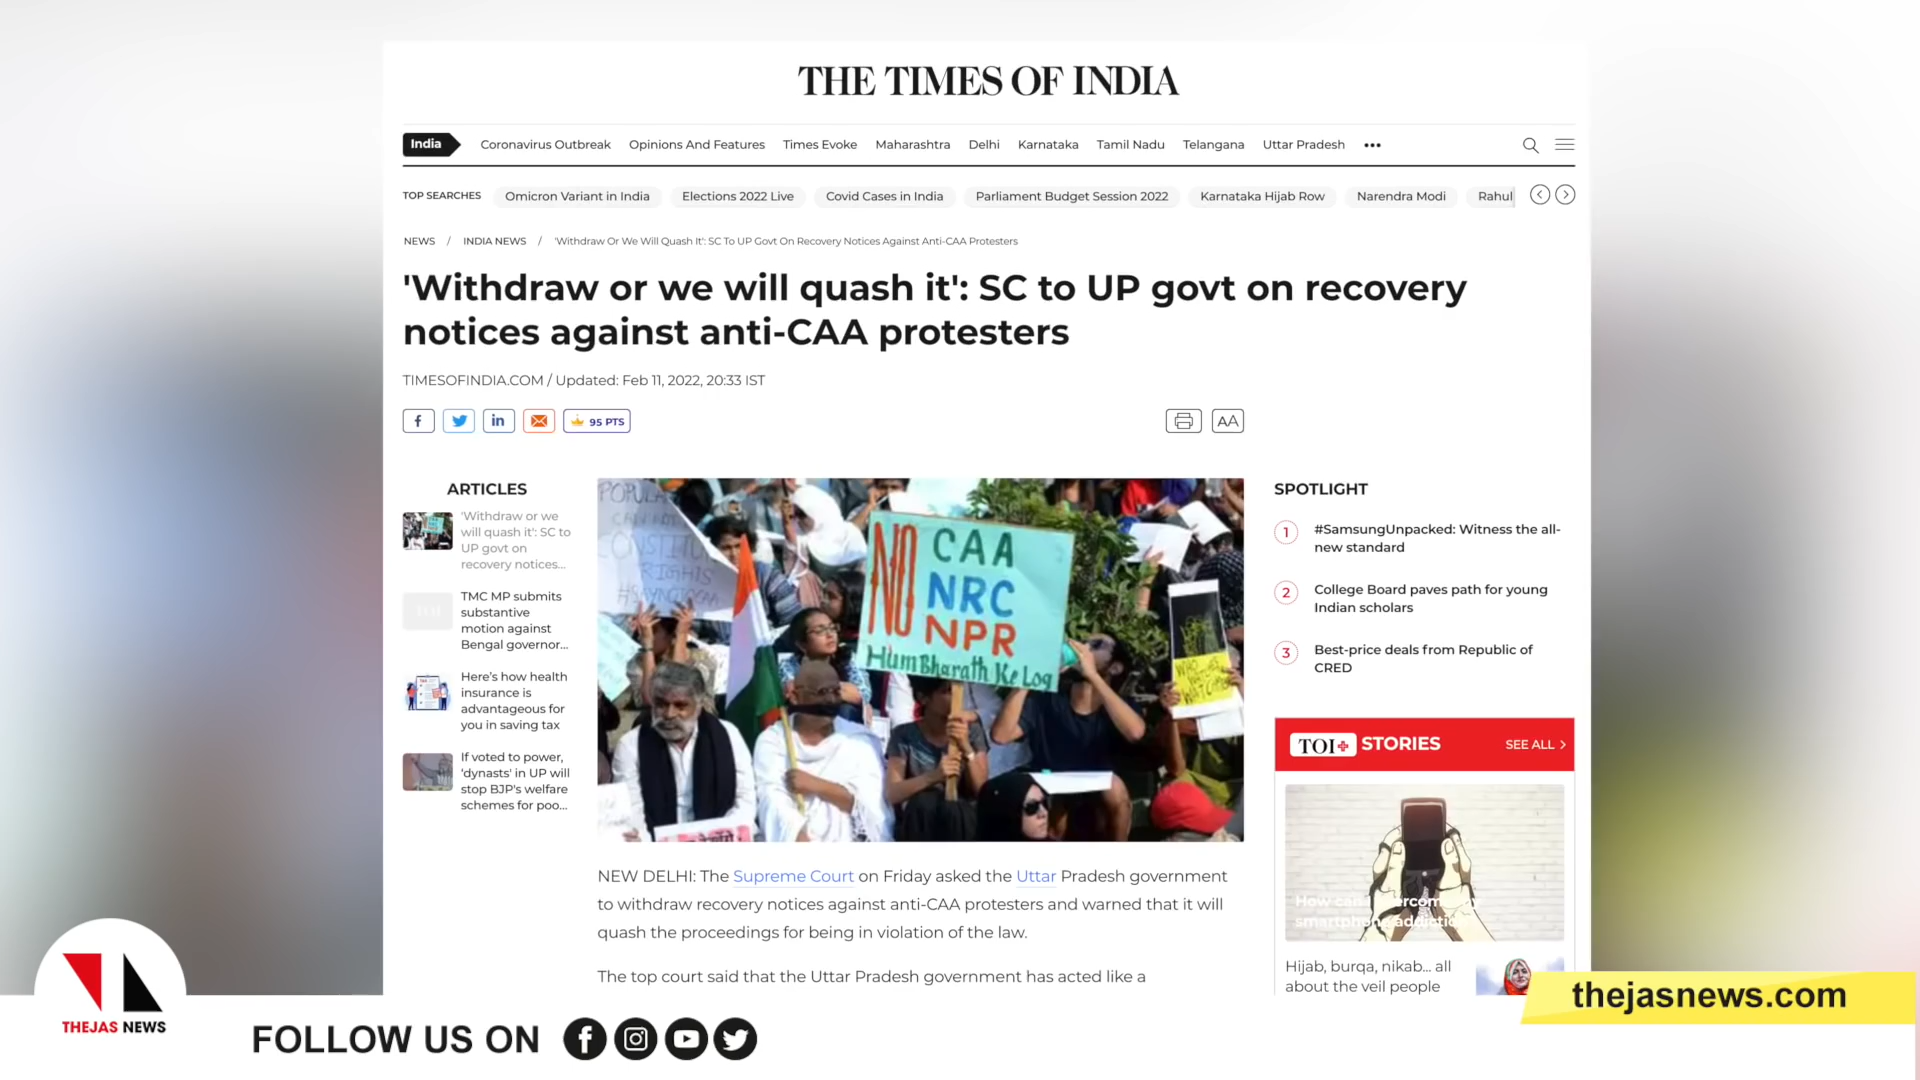 THE TIMES OF INDIA
India
Coronavirus Outbreak
Opinions And Features
Times Evoke
Maharashtra
Delhi
Karnataka
Tamil Nadu
Telangana
Uttar Pradesh
TOP SEARCHES
Omicron Variant in India
Elections 2022 Live
Covid Cases in India
Parliament Budget Session 2022
Karnataka Hijab Row
Narendra Modi
Rahul
NEWS / INDIA NEWS / 'Withdraw Or We Will Quash It': SC To UP Govt On Recovery Notices Against Anti-CAA Protesters
'Withdraw or we will quash it': SC to UP govt on recovery
notices against anti-CAA protesters
TIMESOFINDIA.COM / Updated: Feb 11, 2022, 20:33 IST
95 PTS
AA
ARTICLES
'Withdraw or we
will quash it': SC to
UP govt on
recovery notices...
TOI
TMC MP submits
substantive
motion against
Bengal governor...
Here's how health
insurance is
advantageous for
you in saving tax
If voted to power,
'dynasts' in UP will
stop BJP's welfare
schemes for poo...
NO CAA
NRC
NPR
Hum Bharath Ke Log
NEW DELHI: The Supreme Court on Friday asked the Uttar Pradesh government
to withdraw recovery notices against anti-CAA protesters and warned that it will
quash the proceedings for being in violation of the law.
The top court said that the Uttar Pradesh government has acted like a
SPOTLIGHT
1 #SamsungUnpacked: Witness the all-
new standard
2 College Board paves path for young
Indian scholars
3 Best-price deals from Republic of
CRED
TOI+ STORIES
SEE ALL
How can
smartphone addiction
Hijab, burqa, nikab... all
about the veil people
THEJAS NEWS
FOLLOW US ON
thejasnews.com